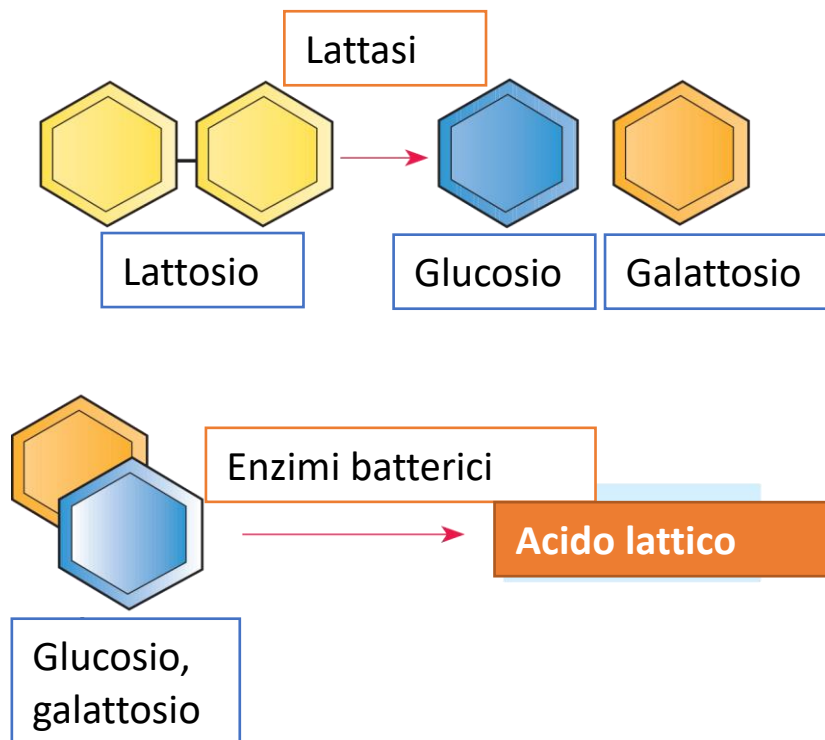 Lattasi
Lattosio
Glucosio
Galattosio
Enzimi batterici
Acido lattico
Glucosio,
galattosio